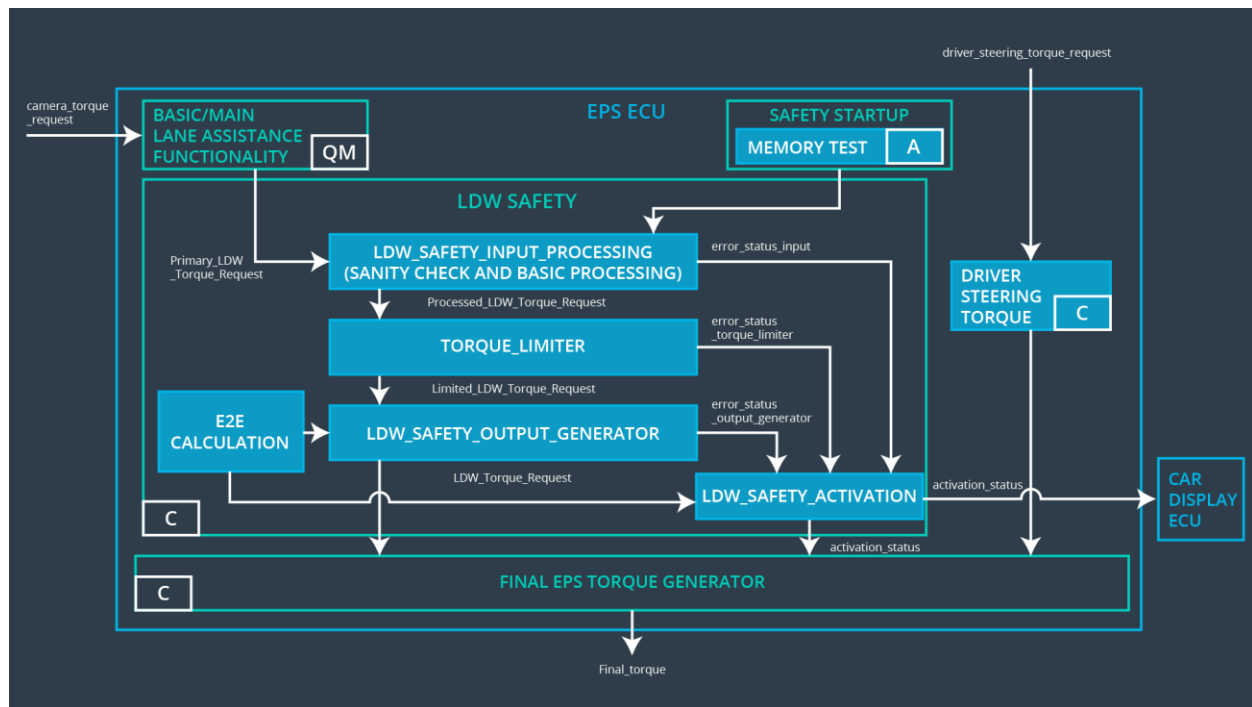 driver_steering_torque_request
camera_torque
_request
EPS ECU
BASIC/MAIN
LANE ASSISTANCE
FUNCTIONALITY
QM
SAFETY STARTUP
MEMORY TEST
A
LDW SAFETY
Primary_LDW
_Torque_Request
LDW_SAFETY_INPUT_PROCESSING
(SANITY CHECK AND BASIC PROCESSING)
error_status_input
DRIVER
STEERING
TORQUE
C
Processed_LDW_Torque_Request
TORQUE_LIMITER
error_status
_torque_limiter
Limited_LDW_Torque_Request
E2E
CALCULATION
LDW_SAFETY_OUTPUT_GENERATOR
error_status
_output_generator
LDW_Torque_Request
LDW_SAFETY_ACTIVATION
activation_status
CAR
DISPLAY
ECU
C
activation_status
FINAL EPS TORQUE GENERATOR
C
Final_torque